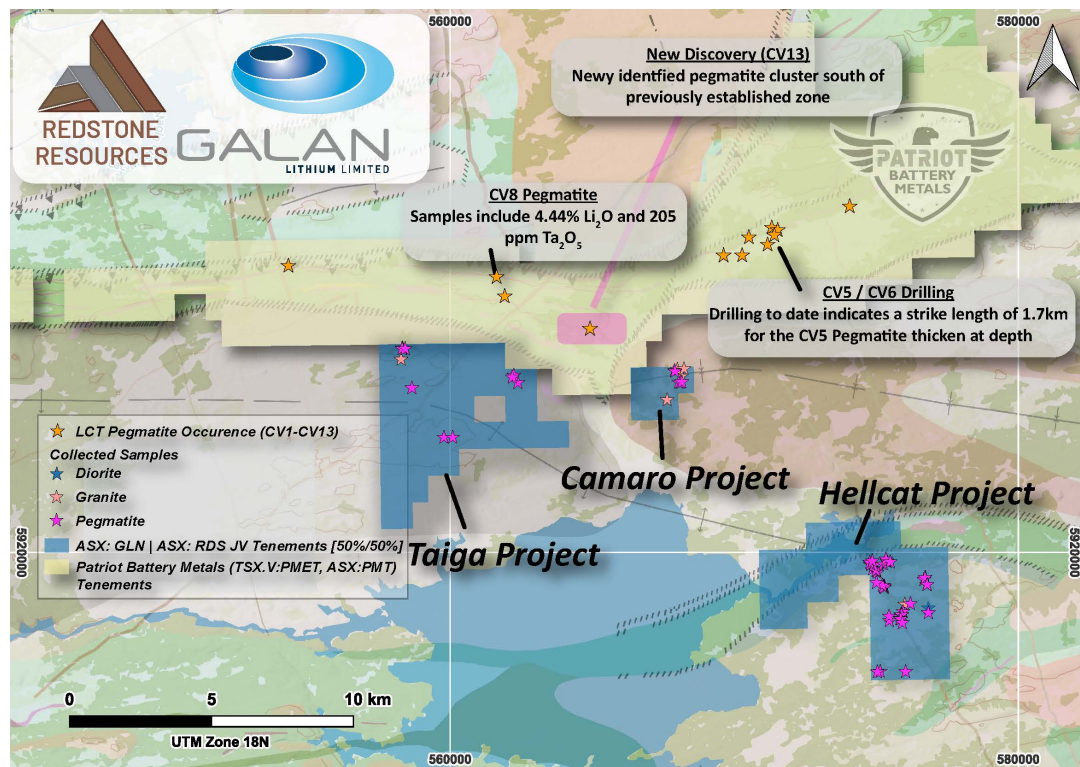 560000
580000
REDSTONE
RESOURCES
GALAN
LITHIUM LIMITED
New Discovery (CV13)
Newy identfied pegmatite cluster south of
previously established zone
PATRIOT
BATTERY
METALS
CV8 Pegmatite
Samples include 4.44% Li₂O and 205
ppm Ta₂O₅
CV5 / CV6 Drilling
Drilling to date indicates a strike length of 1.7km
for the CV5 Pegmatite thicken at depth
LCT Pegmatite Occurence (CV1-CV13)
Collected Samples
Diorite
Granite
Pegmatite
ASX: GLN | ASX: RDS JV Tenements [50%/50%]
Patriot Battery Metals (TSX.V:PMET, ASX:PMT)
Tenements
Camaro Project
Hellcat Project
Taiga Project
5920000
5920000
0 5 10 km
UTM Zone 18N
560000
580000